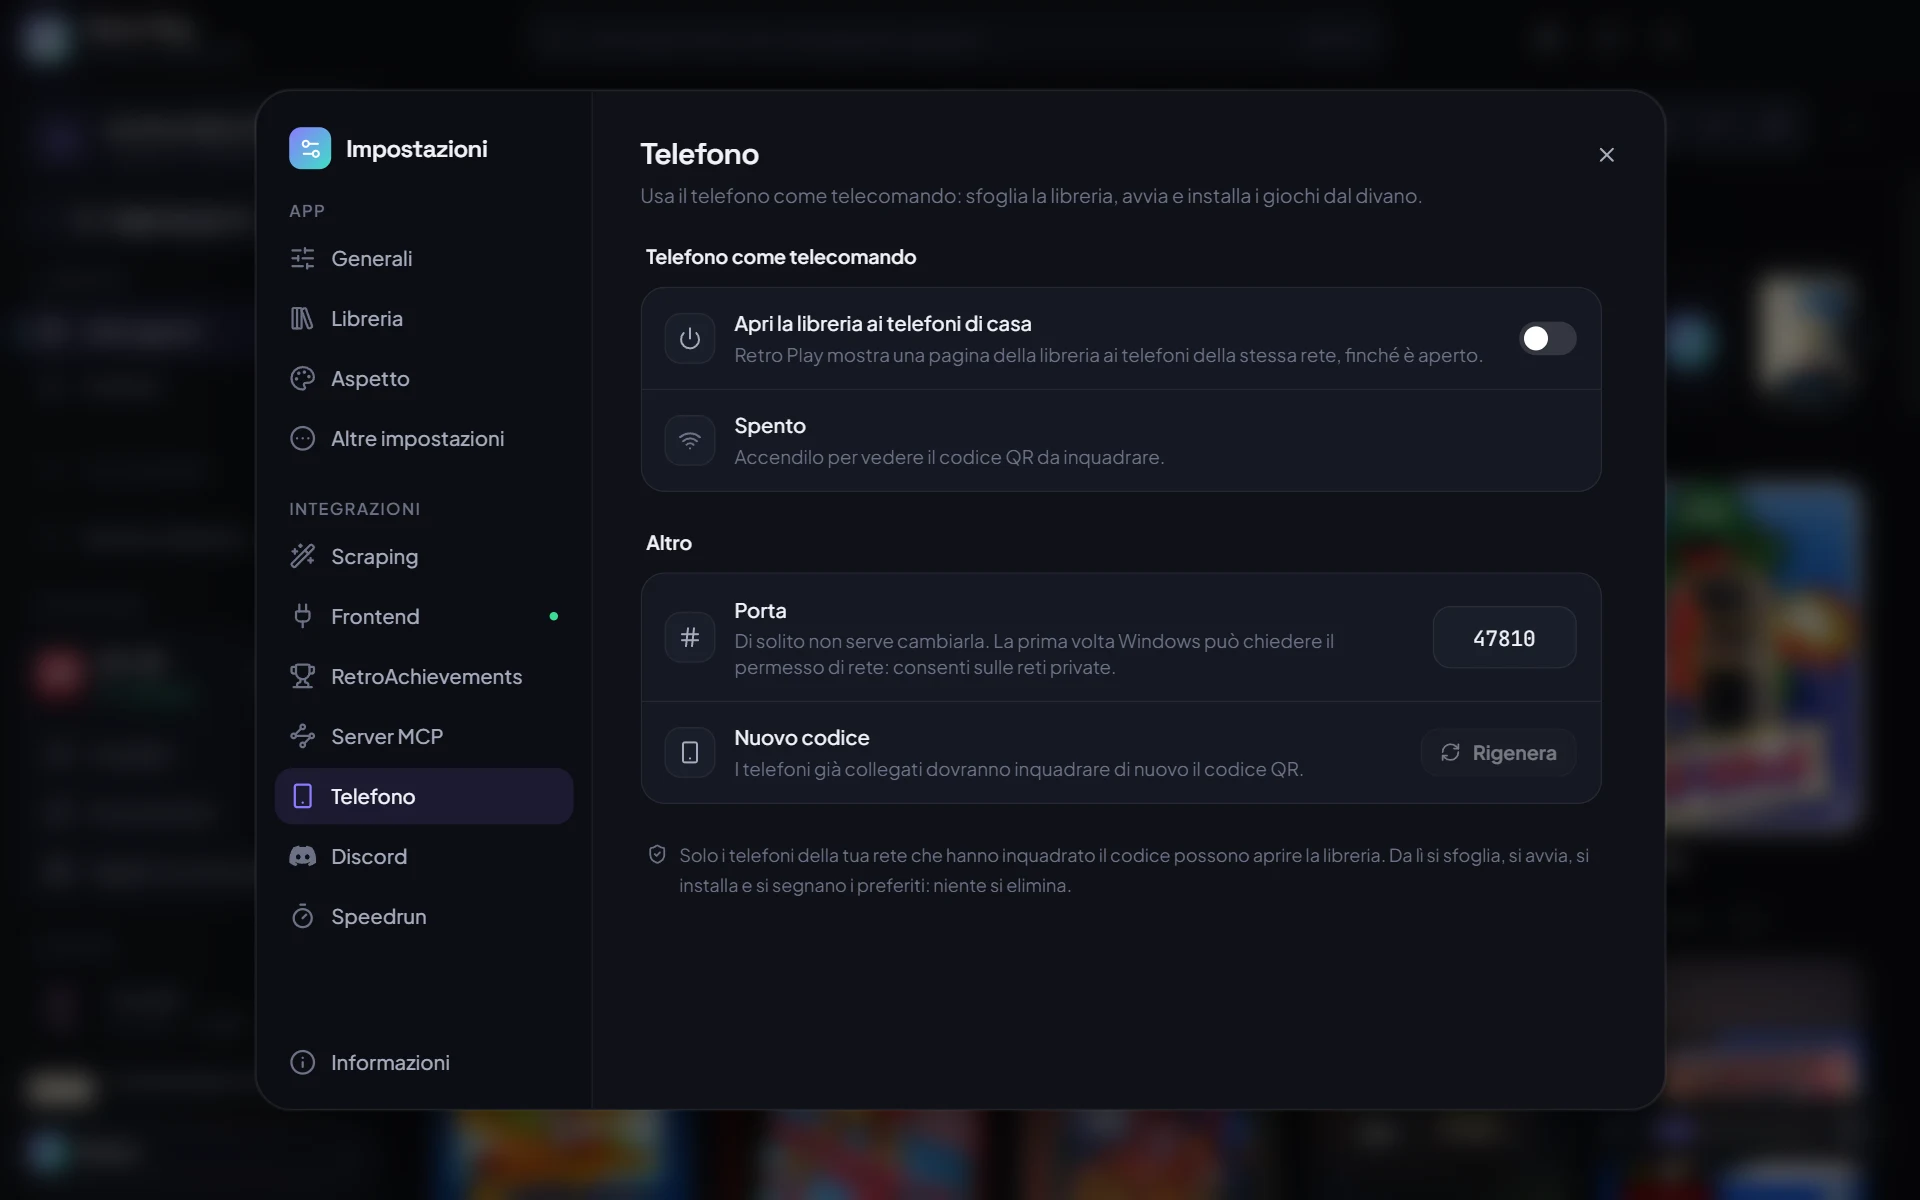 Impostazioni
APP
Generali
Libreria
Aspetto
Altre impostazioni
INTEGRAZIONI
Scraping
Frontend
RetroAchievements
Server MCP
Telefono
Discord
Speedrun
Informazioni
Telefono
Usa il telefono come telecomando: sfoglia la libreria, avvia e installa i giochi dal divano.
Telefono come telecomando
Apri la libreria ai telefoni di casa
Retro Play mostra una pagina della libreria ai telefoni della stessa rete, finché è aperto.
Spento
Accendilo per vedere il codice QR da inquadrare.
Altro
Porta
Di solito non serve cambiarla. La prima volta Windows può chiedere il
permesso di rete: consenti sulle reti private.
47810
Nuovo codice
I telefoni già collegati dovranno inquadrare di nuovo il codice QR.
Rigenera
Solo i telefoni della tua rete che hanno inquadrato il codice possono aprire la libreria. Da lì si sfoglia, si avvia, si
installa e si segnano i preferiti: niente si elimina.